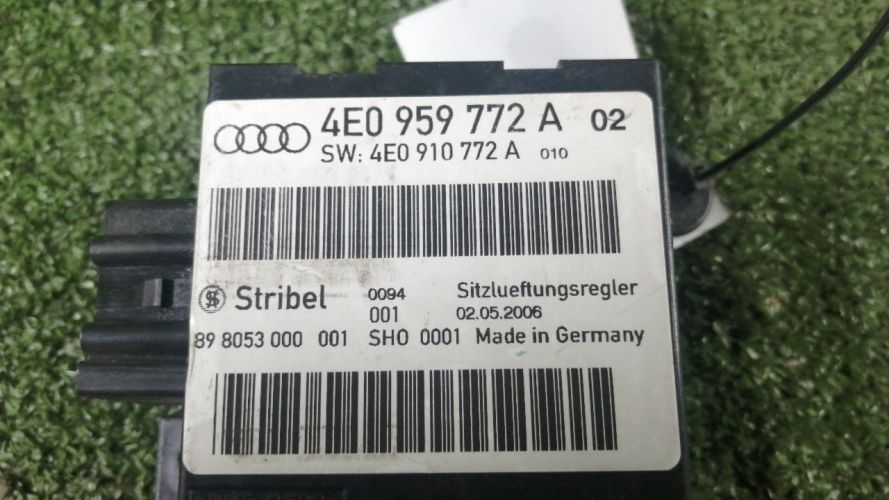 4E0 959 772 A 02
SW: 4E0 910 772 A 010
Stribel 0094 Sitzlueftungsregler
001 02.05.2006
89 8053 000 001 SHO 0001 Made in Germany